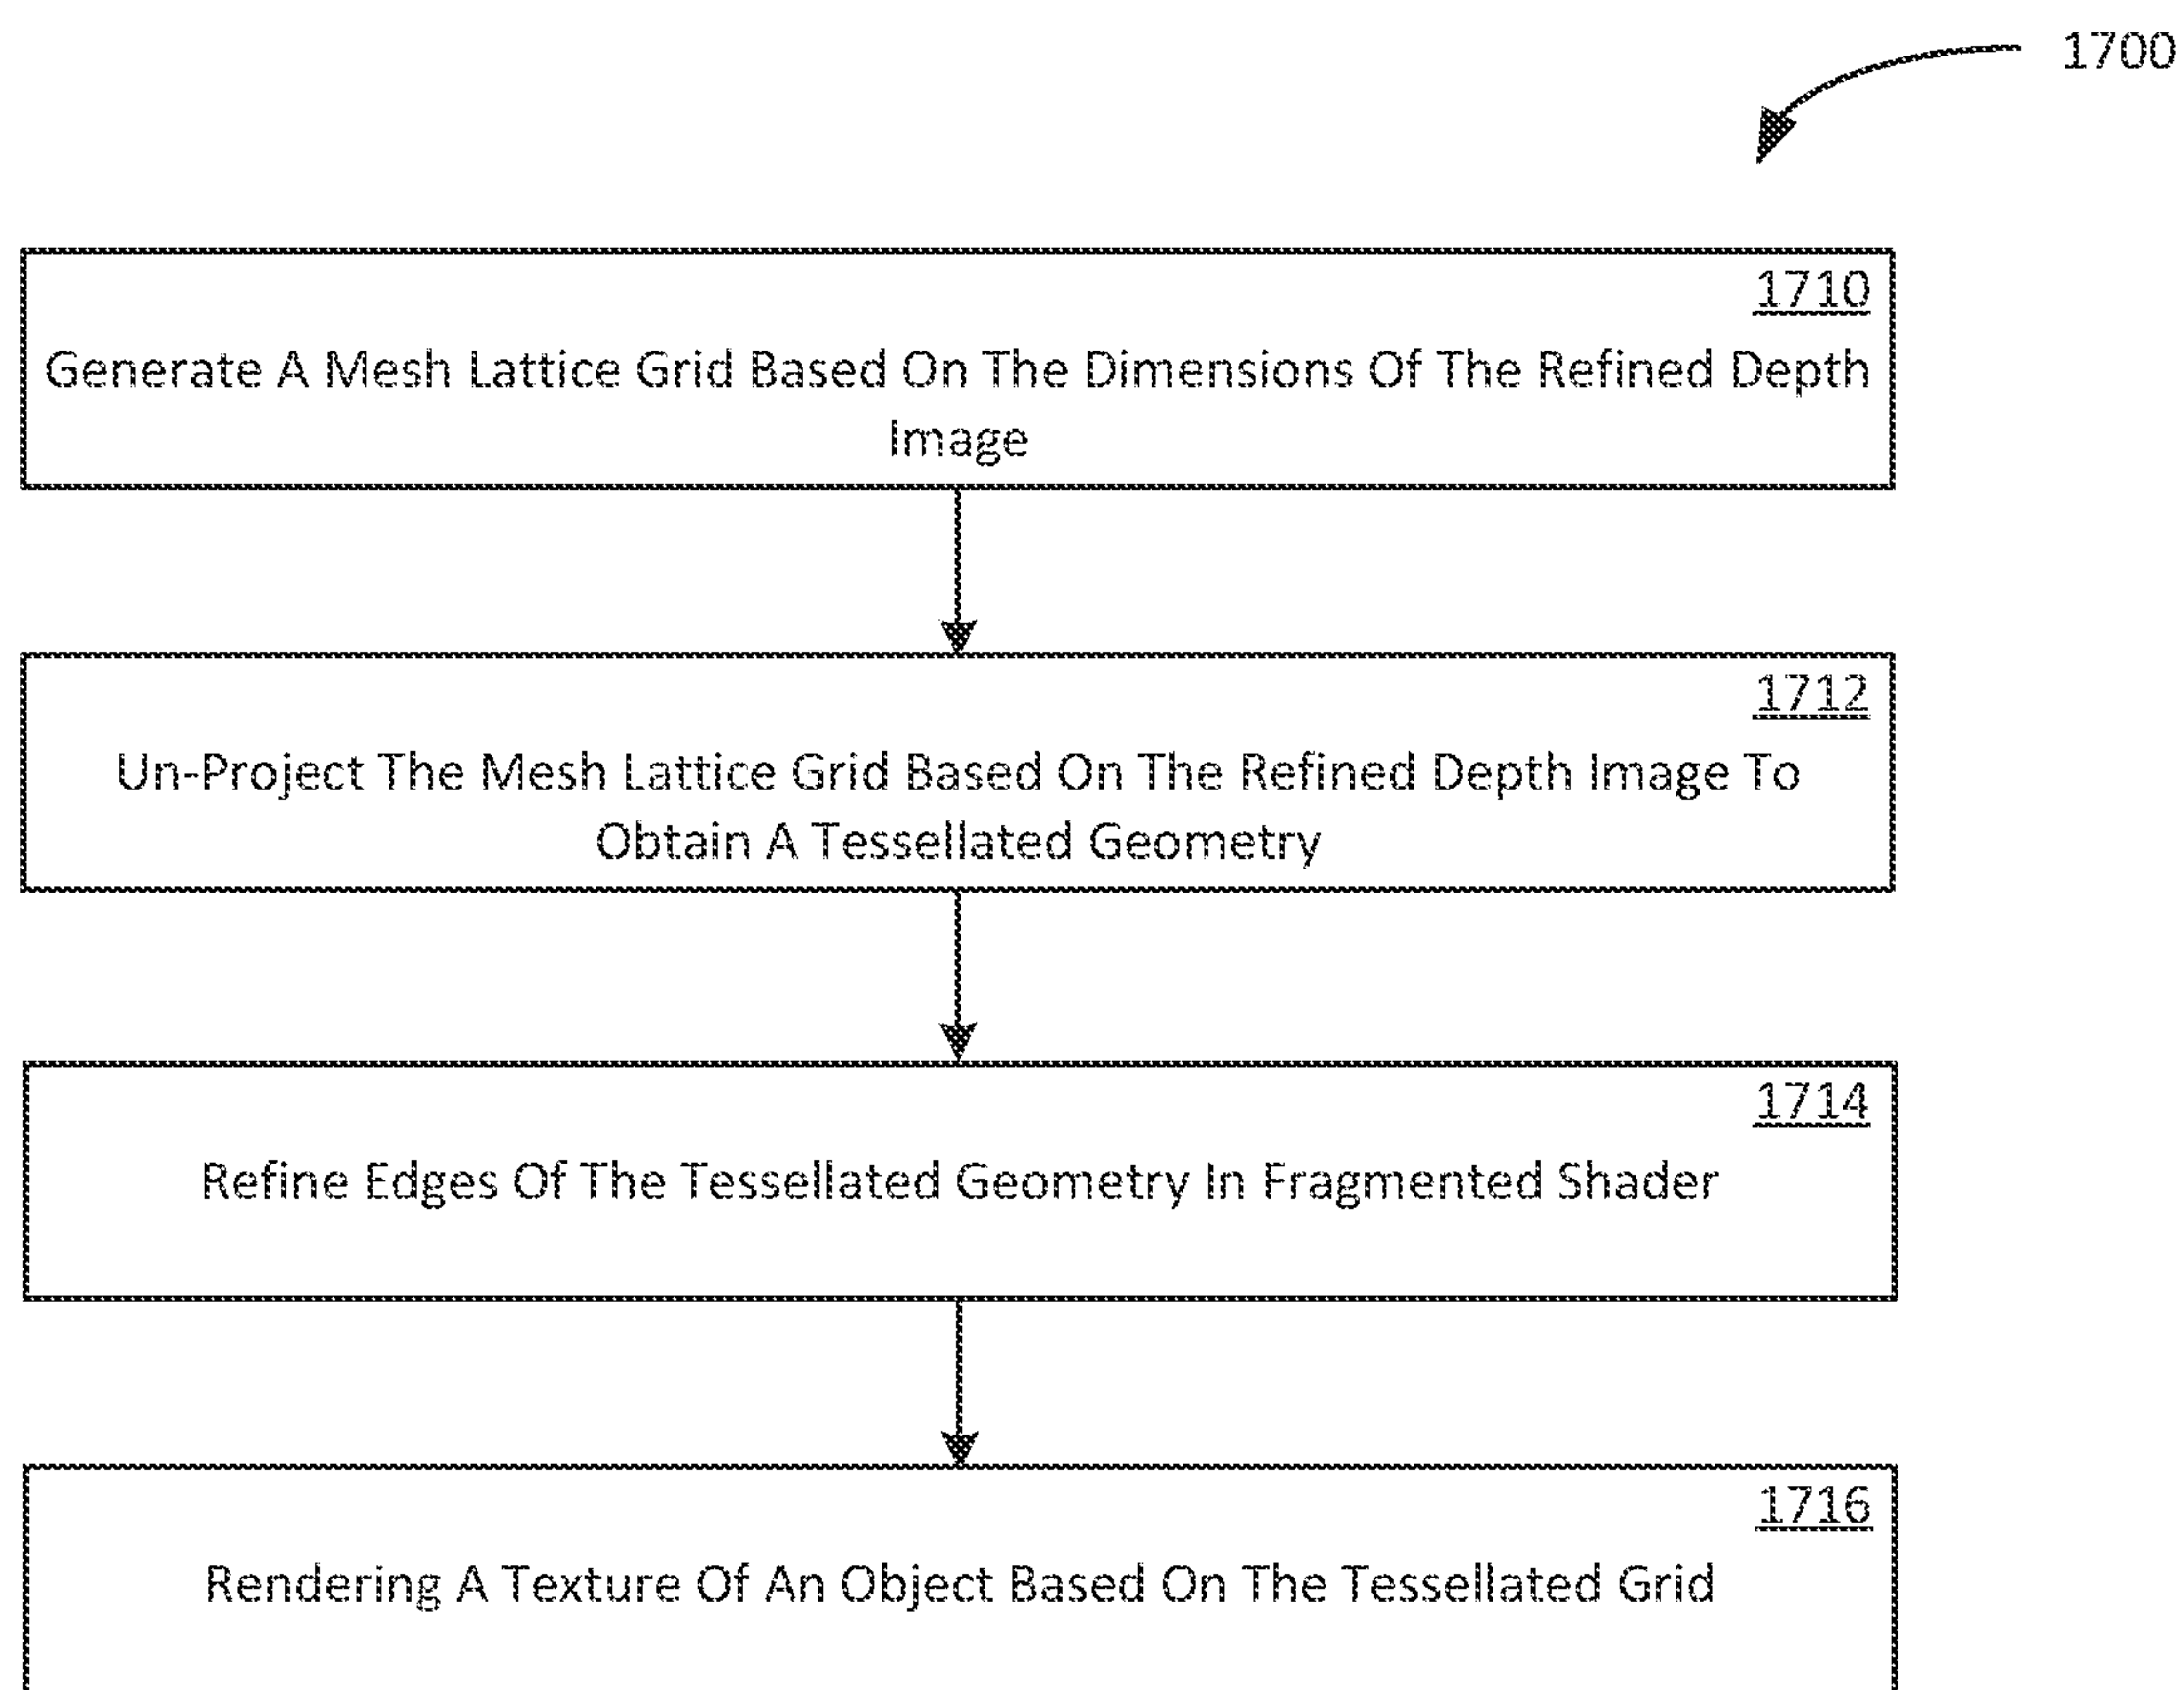 1700
1710
Generate A Mesh Lattice Grid Based On The Dimensions Of The Refined Depth
Image
1712
Un-Project The Mesh Lattice Grid Based On The Refined Depth Image To
Obtain A Tessellated Geometry
1714
Refine Edges Of The Tessellated Geometry In Fragmented Shader
1716
Rendering A Texture Of An Object Based On The Tessellated Grid